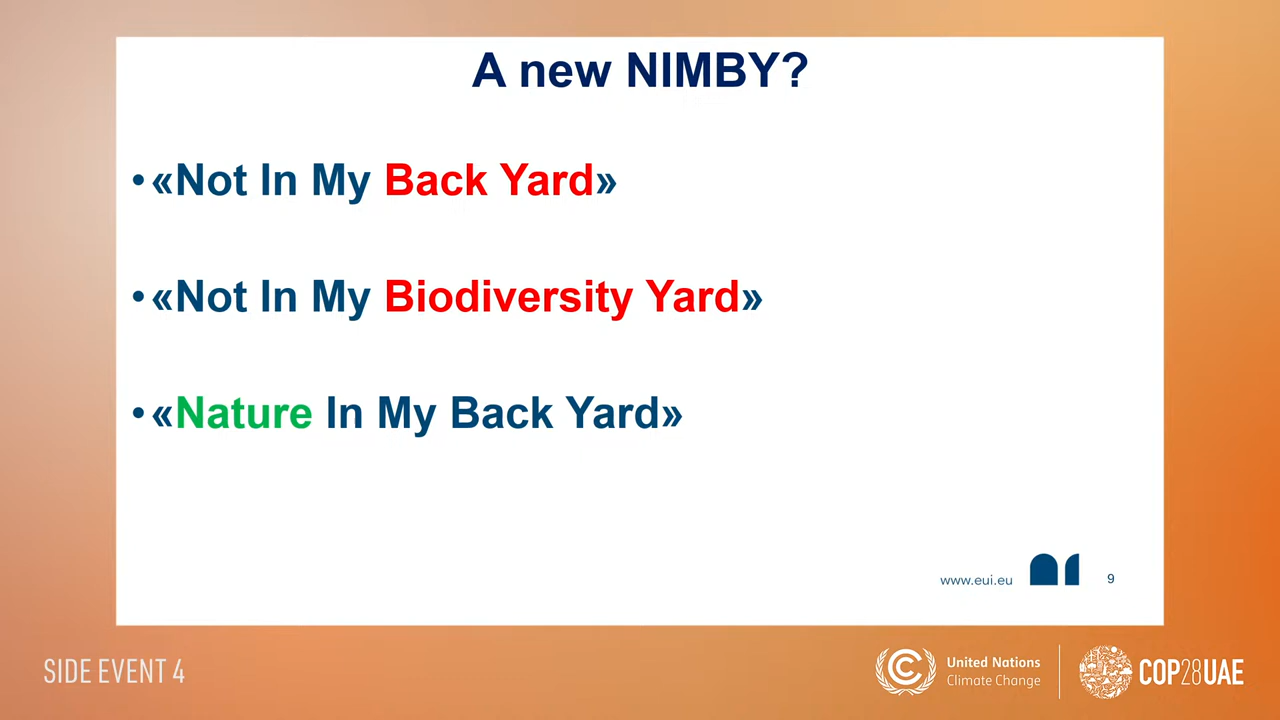 A new NIMBY?
•«Not In My Back Yard»
•«Not In My Biodiversity Yard»
•«Nature In My Back Yard»
www.eui.eu
9
SIDE EVENT 4
United Nations
Climate Change
COP28UAE